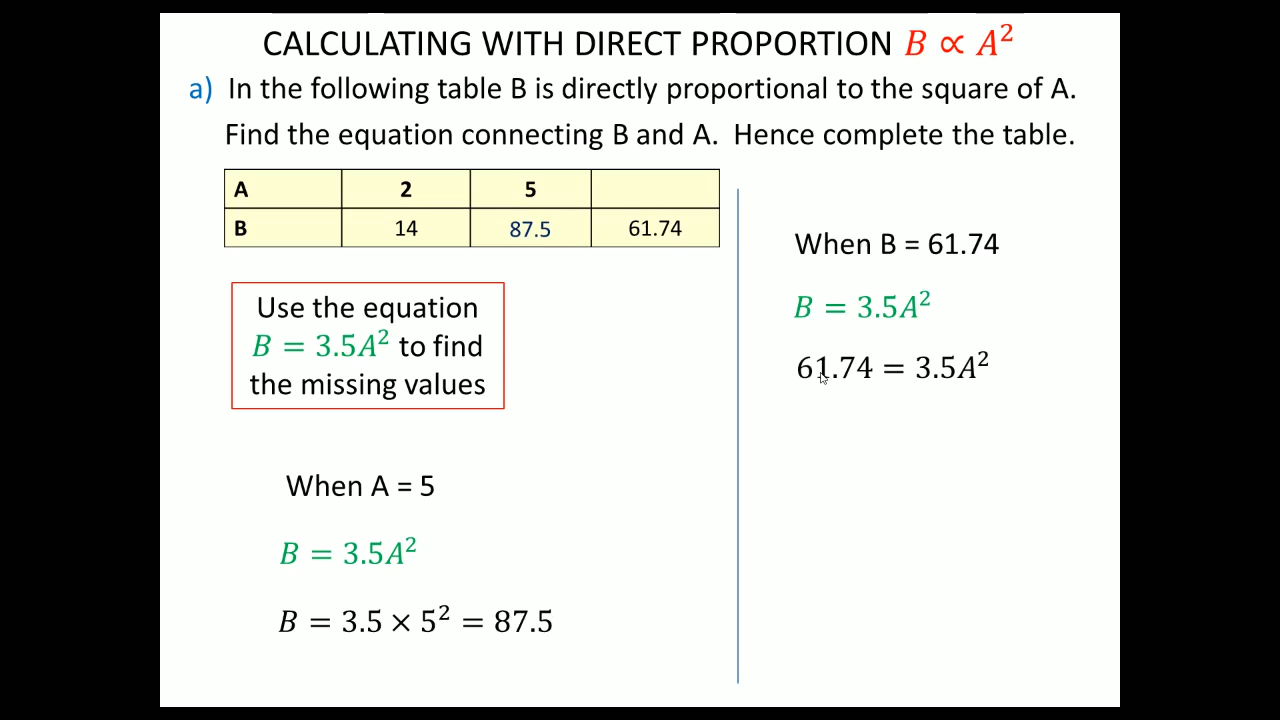 CALCULATING WITH DIRECT PROPORTION B ∝ A²
a) In the following table B is directly proportional to the square of A.
Find the equation connecting B and A. Hence complete the table.
A 2 5
B 14 87.5 61.74
Use the equation
B = 3.5A² to find
the missing values
When A = 5
B = 3.5A²
B = 3.5 × 5² = 87.5
When B = 61.74
B = 3.5A²
61.74 = 3.5A²